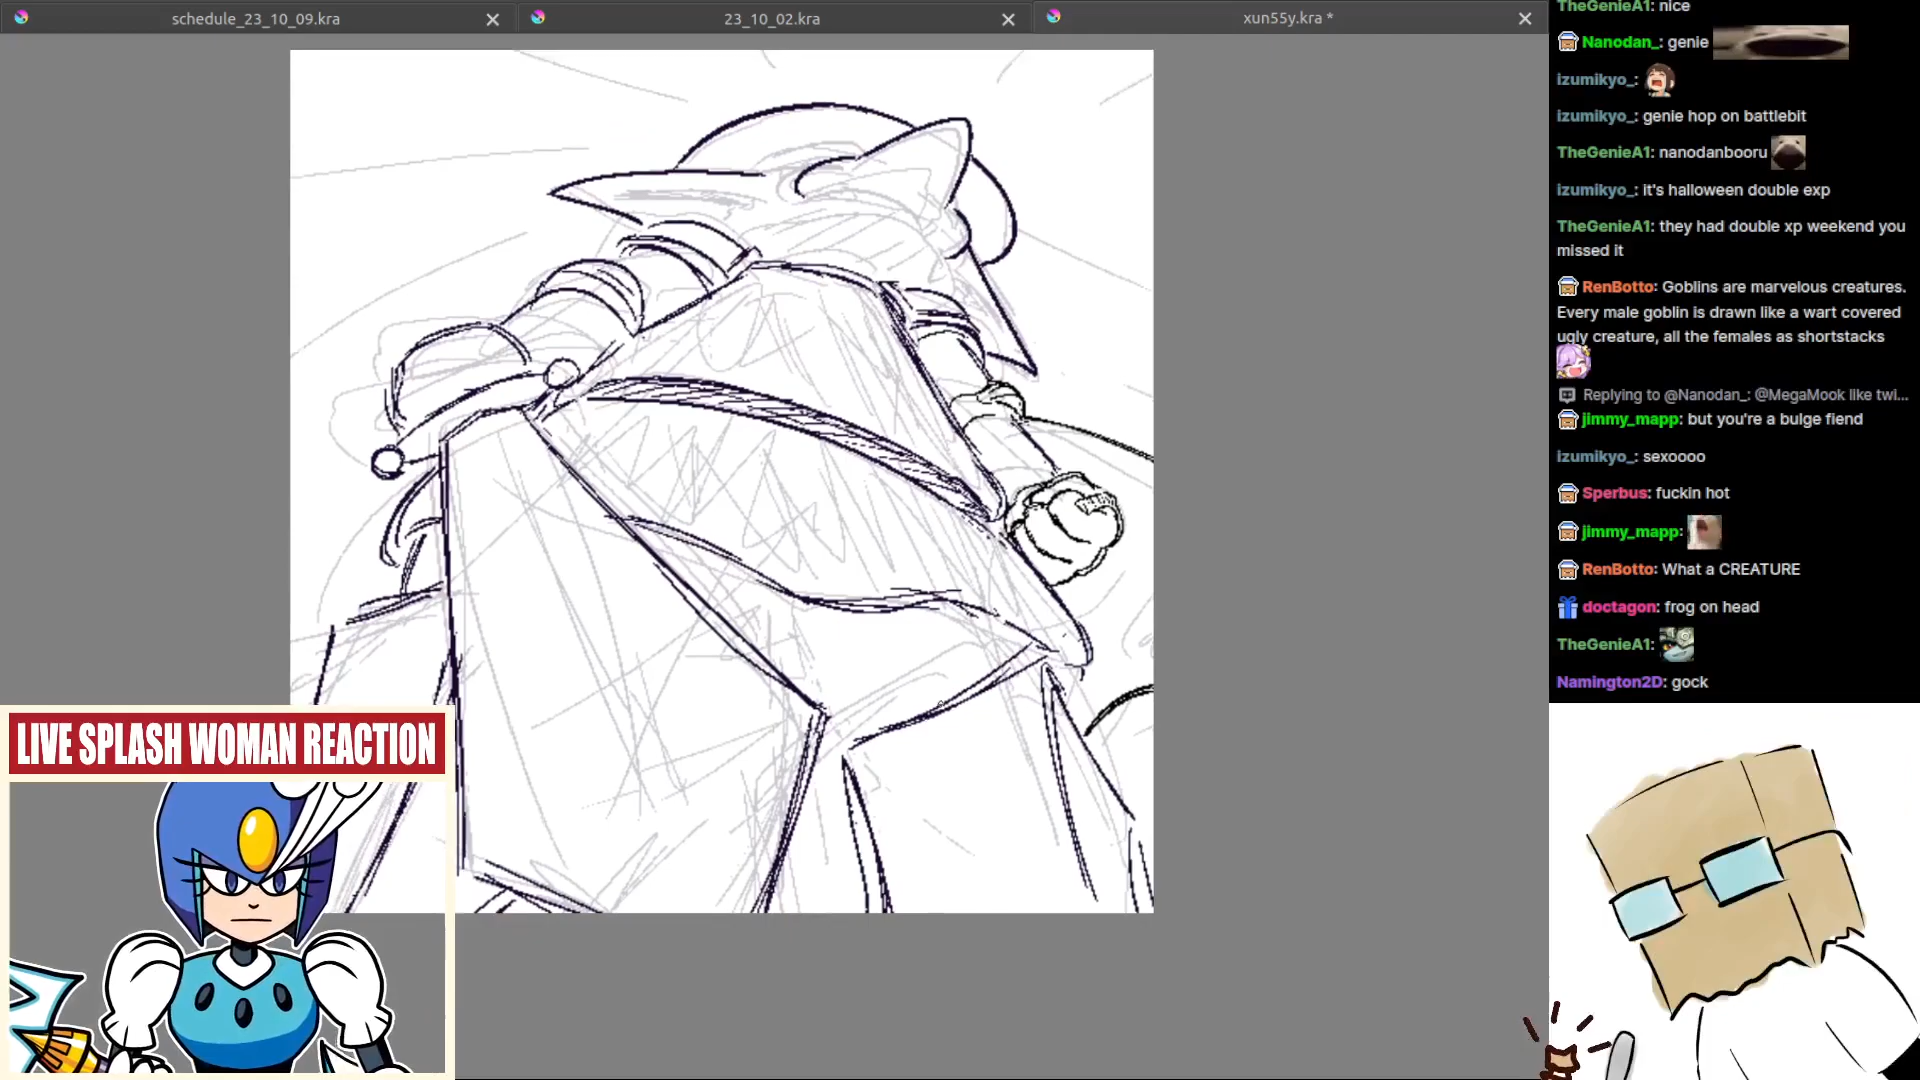 schedule_23_10_09.kra
23_10_02.kra
xun55y.kra *
TheGenieA1: nice
Nanodan_: genie
izumikyo_:
izumikyo_: genie hop on battlebit
TheGenieA1: nanodanbooru
izumikyo_: it's halloween double exp
TheGenieA1: they had double xp weekend you
missed it
RenBotto: Goblins are marvelous creatures.
Every male goblin is drawn like a wart covered
ugly creature, all the females as shortstacks
Replying to @Nanodan_: @MegaMook like twi...
jimmy_mapp: but you're a bulge fiend
izumikyo_: sexoooo
Sperbus: fuckin hot
jimmy_mapp:
RenBotto: What a CREATURE
doctagon: frog on head
TheGenieA1:
Namington2D: gock
LIVE SPLASH WOMAN REACTION